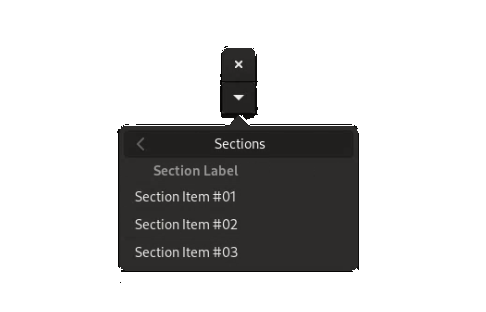 Sections
Section Label
Section Item #01
Section Item #02
Section Item #03